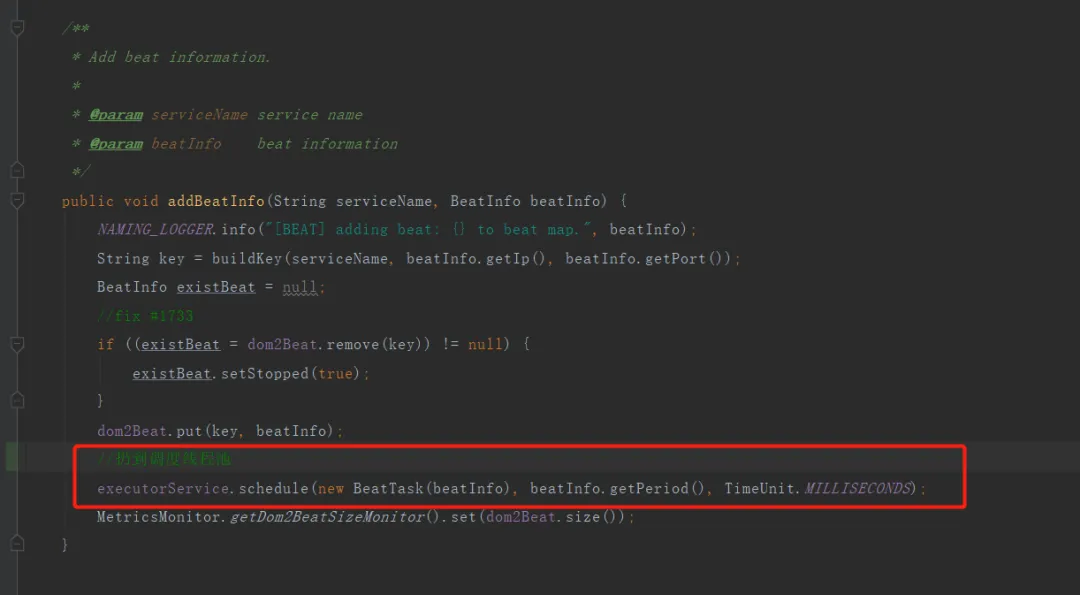 /**
* Add beat information.
*
* @param serviceName service name
* @param beatInfo    beat information
*/
public void addBeatInfo(String serviceName, BeatInfo beatInfo) {
NAMING_LOGGER.info("[BEAT] adding beat: {} to beat map.", beatInfo);
String key = buildKey(serviceName, beatInfo.getIp(), beatInfo.getPort());
BeatInfo existBeat = null;
//fix #1733
if ((existBeat = dom2Beat.remove(key)) != null) {
existBeat.setStopped(true);
}
dom2Beat.put(key, beatInfo);
//扔到调度线程池
executorService.schedule(new BeatTask(beatInfo), beatInfo.getPeriod(), TimeUnit.MILLISECONDS);
MetricsMonitor.getDom2BeatSizeMonitor().set(dom2Beat.size());
}